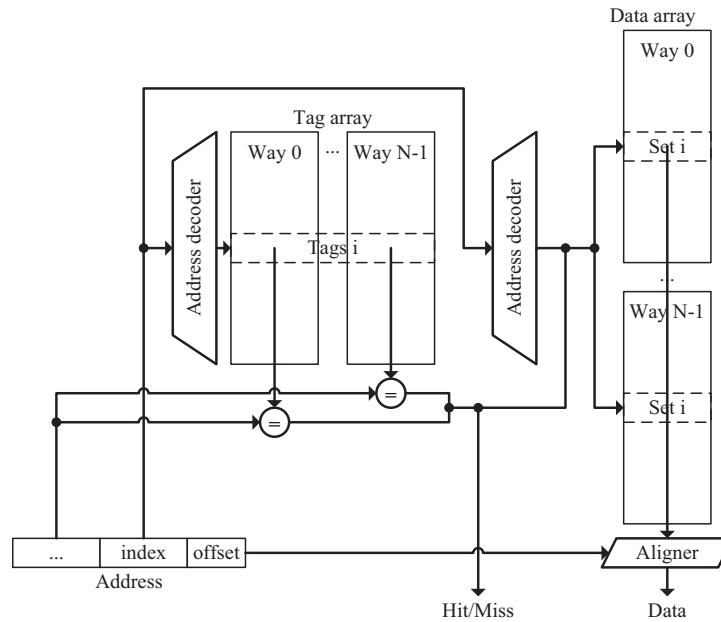 Data array
Way 0
Tag array
Way 0 ... Way N-1
Address decoder
Address decoder
Set i
Tags i
...
Way N-1
=
=
Set i
... index offset
Aligner
Address
Hit/Miss
Data